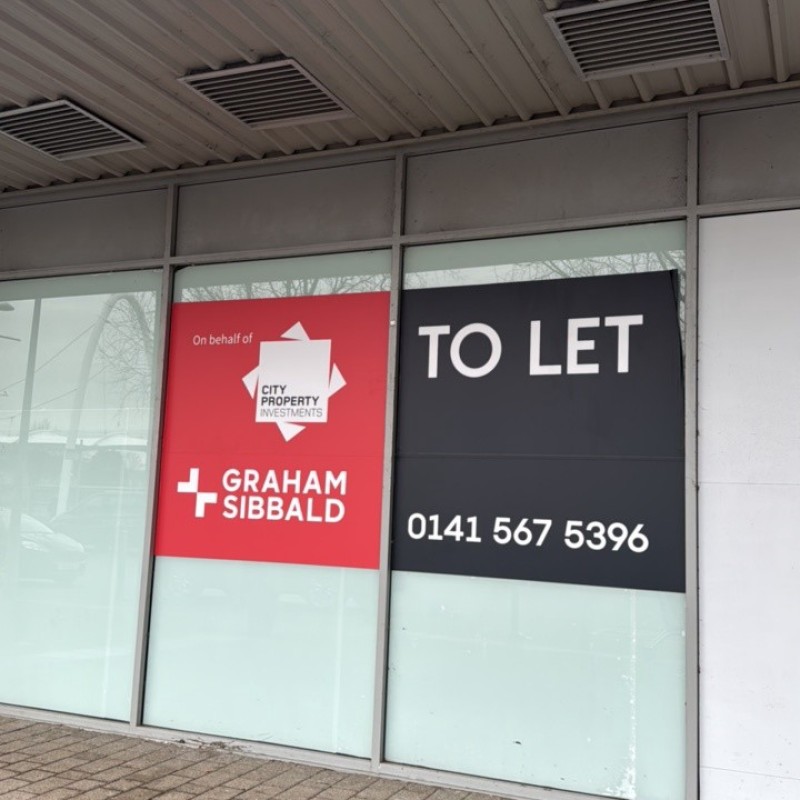 On behalf of
CITY
PROPERTY
INVESTMENTS
GRAHAM
SIBBALD
TO LET
0141 567 5396